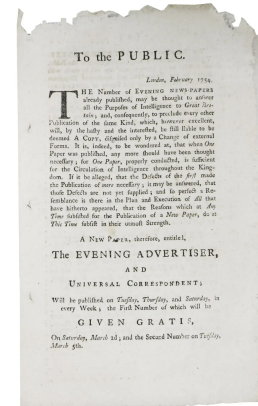 To the PUBLIC.
London, February 1754.
THE Number of EVENING NEWS-PAPERS
already published, may be thought to answer
all the Purposes of Intelligence to Great Bri-
tain; and, consequently, to preclude every other
Publication of the same Kind, which, however excellent,
will, by the hasty and the interested, be still liable to be
deemed A COPY, disguised only by a Change of external
Forms. It is, indeed, to be wondered at, that when One
Paper was published, any more should have been thought
necessary; for One Paper, properly conducted, is sufficient
for the Circulation of Intelligence throughout the King-
dom. If it be alleged, that the Defects of the first made
the Publication of more necessary; it may be answered, that
those Defects are not yet supplied; and so perfect a Re-
semblance is there in the Plan and Execution of All that
have hitherto appeared, that the Reasons which at Any
Time subsisted for the Publication of a New Paper, do at
This Time subsist in their utmost Strength.
A NEW PAPER, therefore, entitled,
The EVENING ADVERTISER,
AND
UNIVERSAL CORRESPONDENT;
Will be published on Tuesday, Thursday, and Saturday, in
every Week; the First Number of which will be
GIVEN GRATIS,
On Saturday, March 2d; and the Second Number on Tuesday,
March 5th.